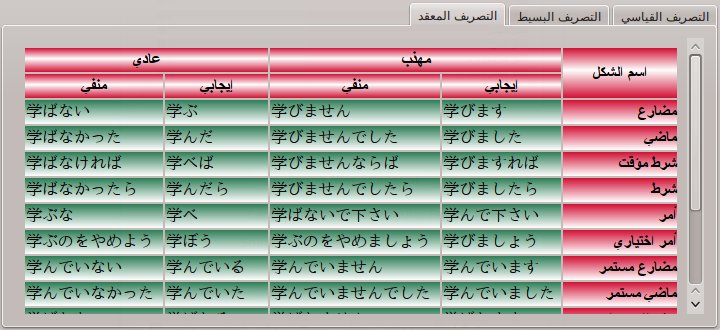 التصريف القياسي التصريف البسيط التصريف المعقد
اسم الشكل مهذب عادي
إيجابي منفي إيجابي منفي
مضارع 学びます 学びません 学ぶ 学ばない
ماضي 学びました 学びませんでした 学んだ 学ばなかった
شرط مؤقت 学びますれば 学びませんならば 学べば 学ばなければ
شرط 学びましたら 学びませんでしたら 学んだら 学ばなかったら
أمر 学んで下さい 学ばないで下さい 学べ 学ぶな
أمر اختياري 学びましょう 学ぶのをやめましょう 学ぼう 学ぶのをやめよう
مضارع مستمر 学んでいます 学んでいません 学んでいる 学んでいない
ماضي مستمر 学んでいました 学んでいませんでした 学んでいた 学んでいなかった